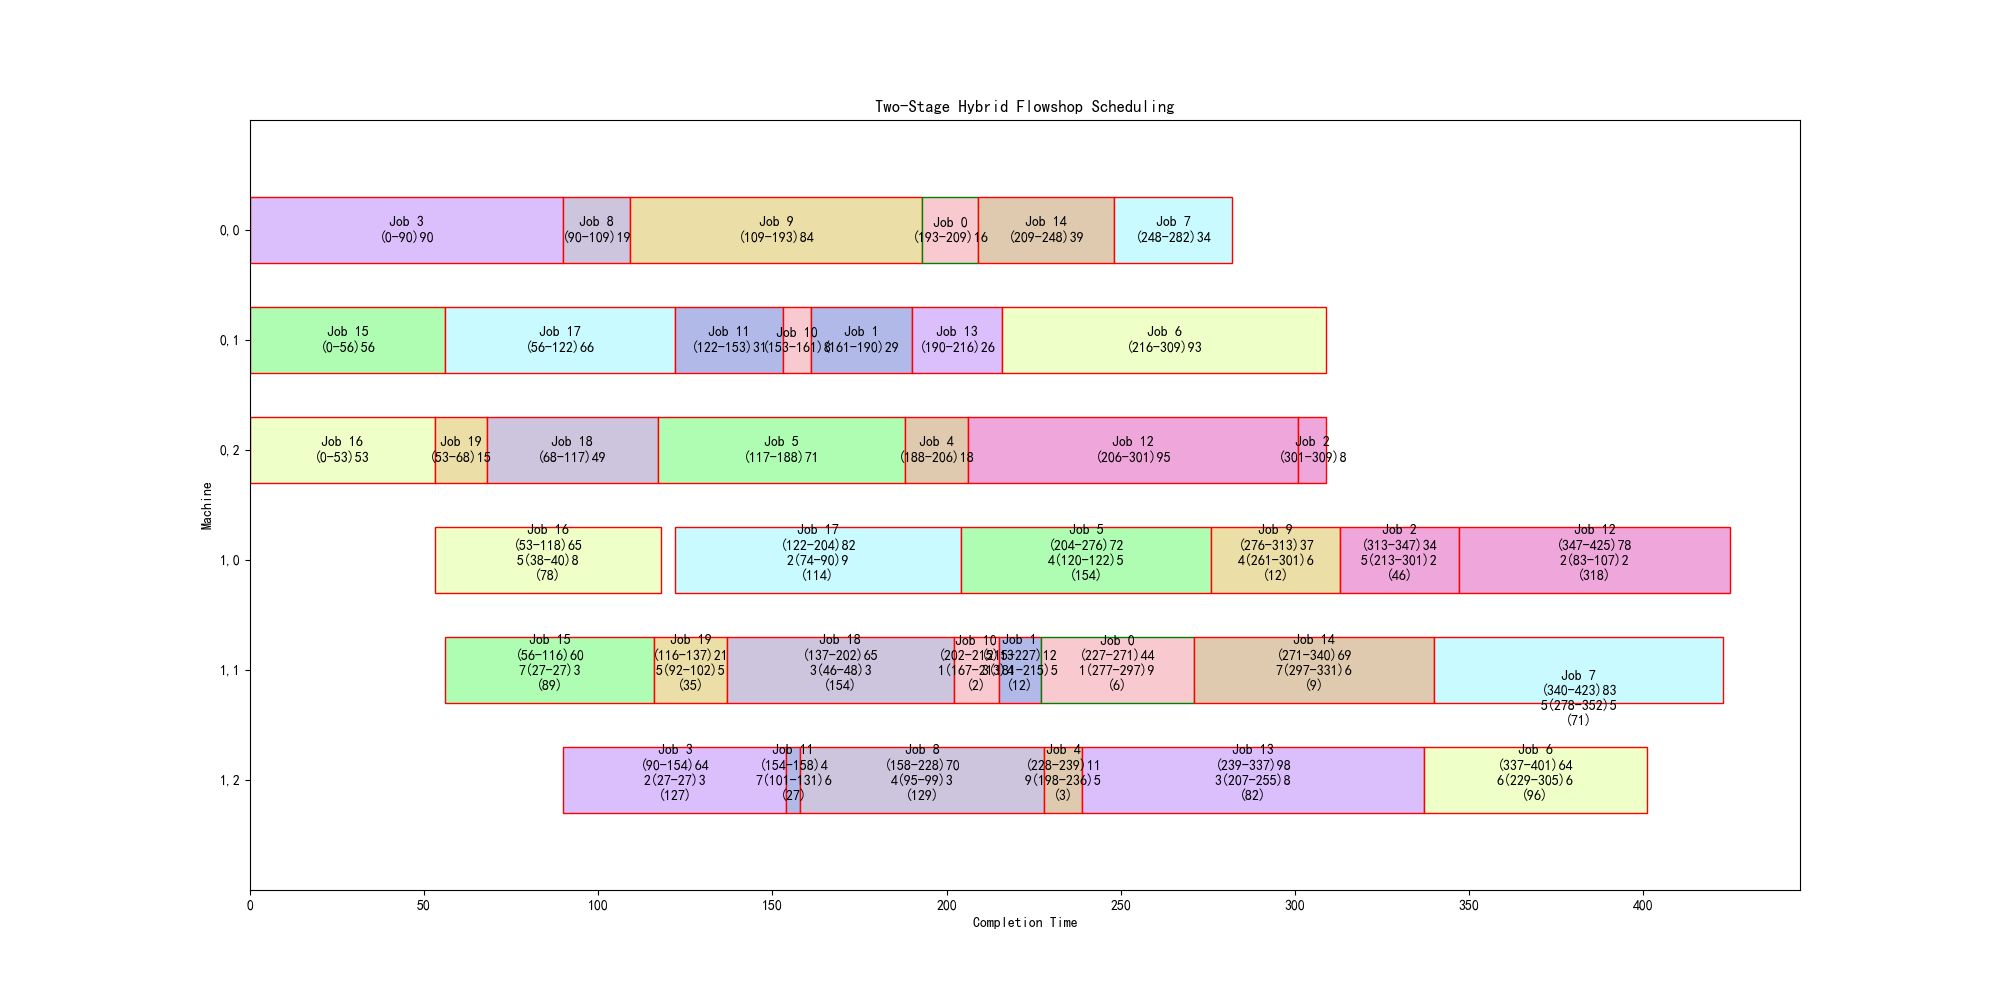 Two-Stage Hybrid Flowshop Scheduling
0,0
Job 3
(0-90)90
Job 8
(90-109)19
Job 9
(109-193)84
Job 0
(193-209)16
Job 14
(209-248)39
Job 7
(248-282)34
0,1
Job 15
(0-56)56
Job 17
(56-122)66
Job 11
(122-153)31
Job 10
(153-161)8
Job 1
(161-190)29
Job 13
(190-216)26
Job 6
(216-309)93
0,2
Job 16
(0-53)53
Job 19
(53-68)15
Job 18
(68-117)49
Job 5
(117-188)71
Job 4
(188-206)18
Job 12
(206-301)95
Job 2
(301-309)8
Machine
1,0
Job 16
(53-118)65
5(38-40)8
(78)
Job 17
(122-204)82
2(74-90)9
(114)
Job 5
(204-276)72
4(120-122)5
(154)
Job 9
(276-313)37
4(261-301)6
(12)
Job 2
(313-347)34
5(213-301)2
(46)
Job 12
(347-425)78
2(83-107)2
(318)
1,1
Job 15
(56-116)60
7(27-27)3
(89)
Job 19
(116-137)21
5(92-102)5
(35)
Job 18
(137-202)65
3(46-48)3
(154)
Job 10
(202-215)13
(2)
Job 1
(215-227)12
(12)
Job 0
(227-271)44
1(277-297)9
(6)
Job 14
(271-340)69
7(297-331)6
(9)
Job 7
(340-423)83
5(278-352)5
(71)
1,2
Job 3
(90-154)64
2(27-27)3
(127)
Job 11
(154-158)4
7(101-131)6
(27)
Job 8
(158-228)70
4(95-99)3
(129)
Job 4
(228-239)11
9(198-236)5
(3)
Job 13
(239-337)98
3(207-255)8
(82)
Job 6
(337-401)64
6(229-305)6
(96)
0 50 100 150 200 250 300 350 400
Completion Time